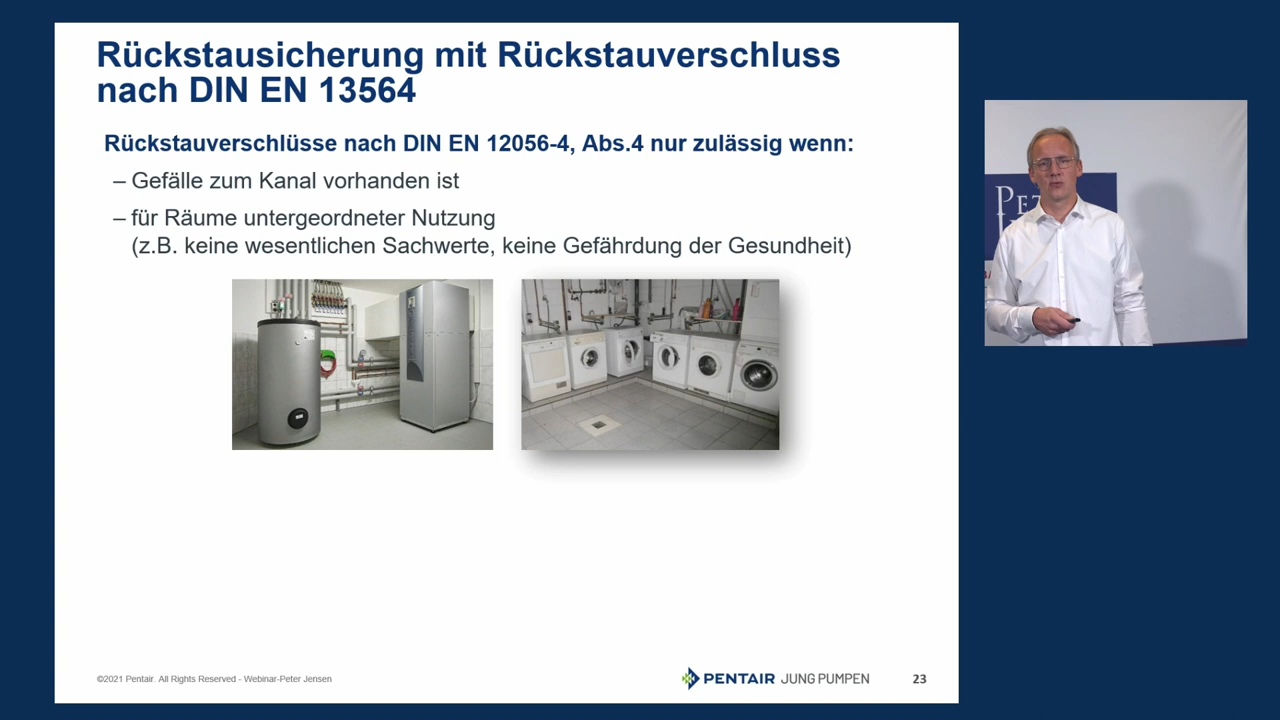 Rückstausicherung mit Rückstauverschluss
nach DIN EN 13564
Rückstauverschlüsse nach DIN EN 12056-4, Abs.4 nur zulässig wenn:
– Gefälle zum Kanal vorhanden ist
– für Räume untergeordneter Nutzung
(z.B. keine wesentlichen Sachwerte, keine Gefährdung der Gesundheit)
©2021 Pentair. All Rights Reserved - Webinar-Peter Jensen
PENTAIR JUNG PUMPEN
23